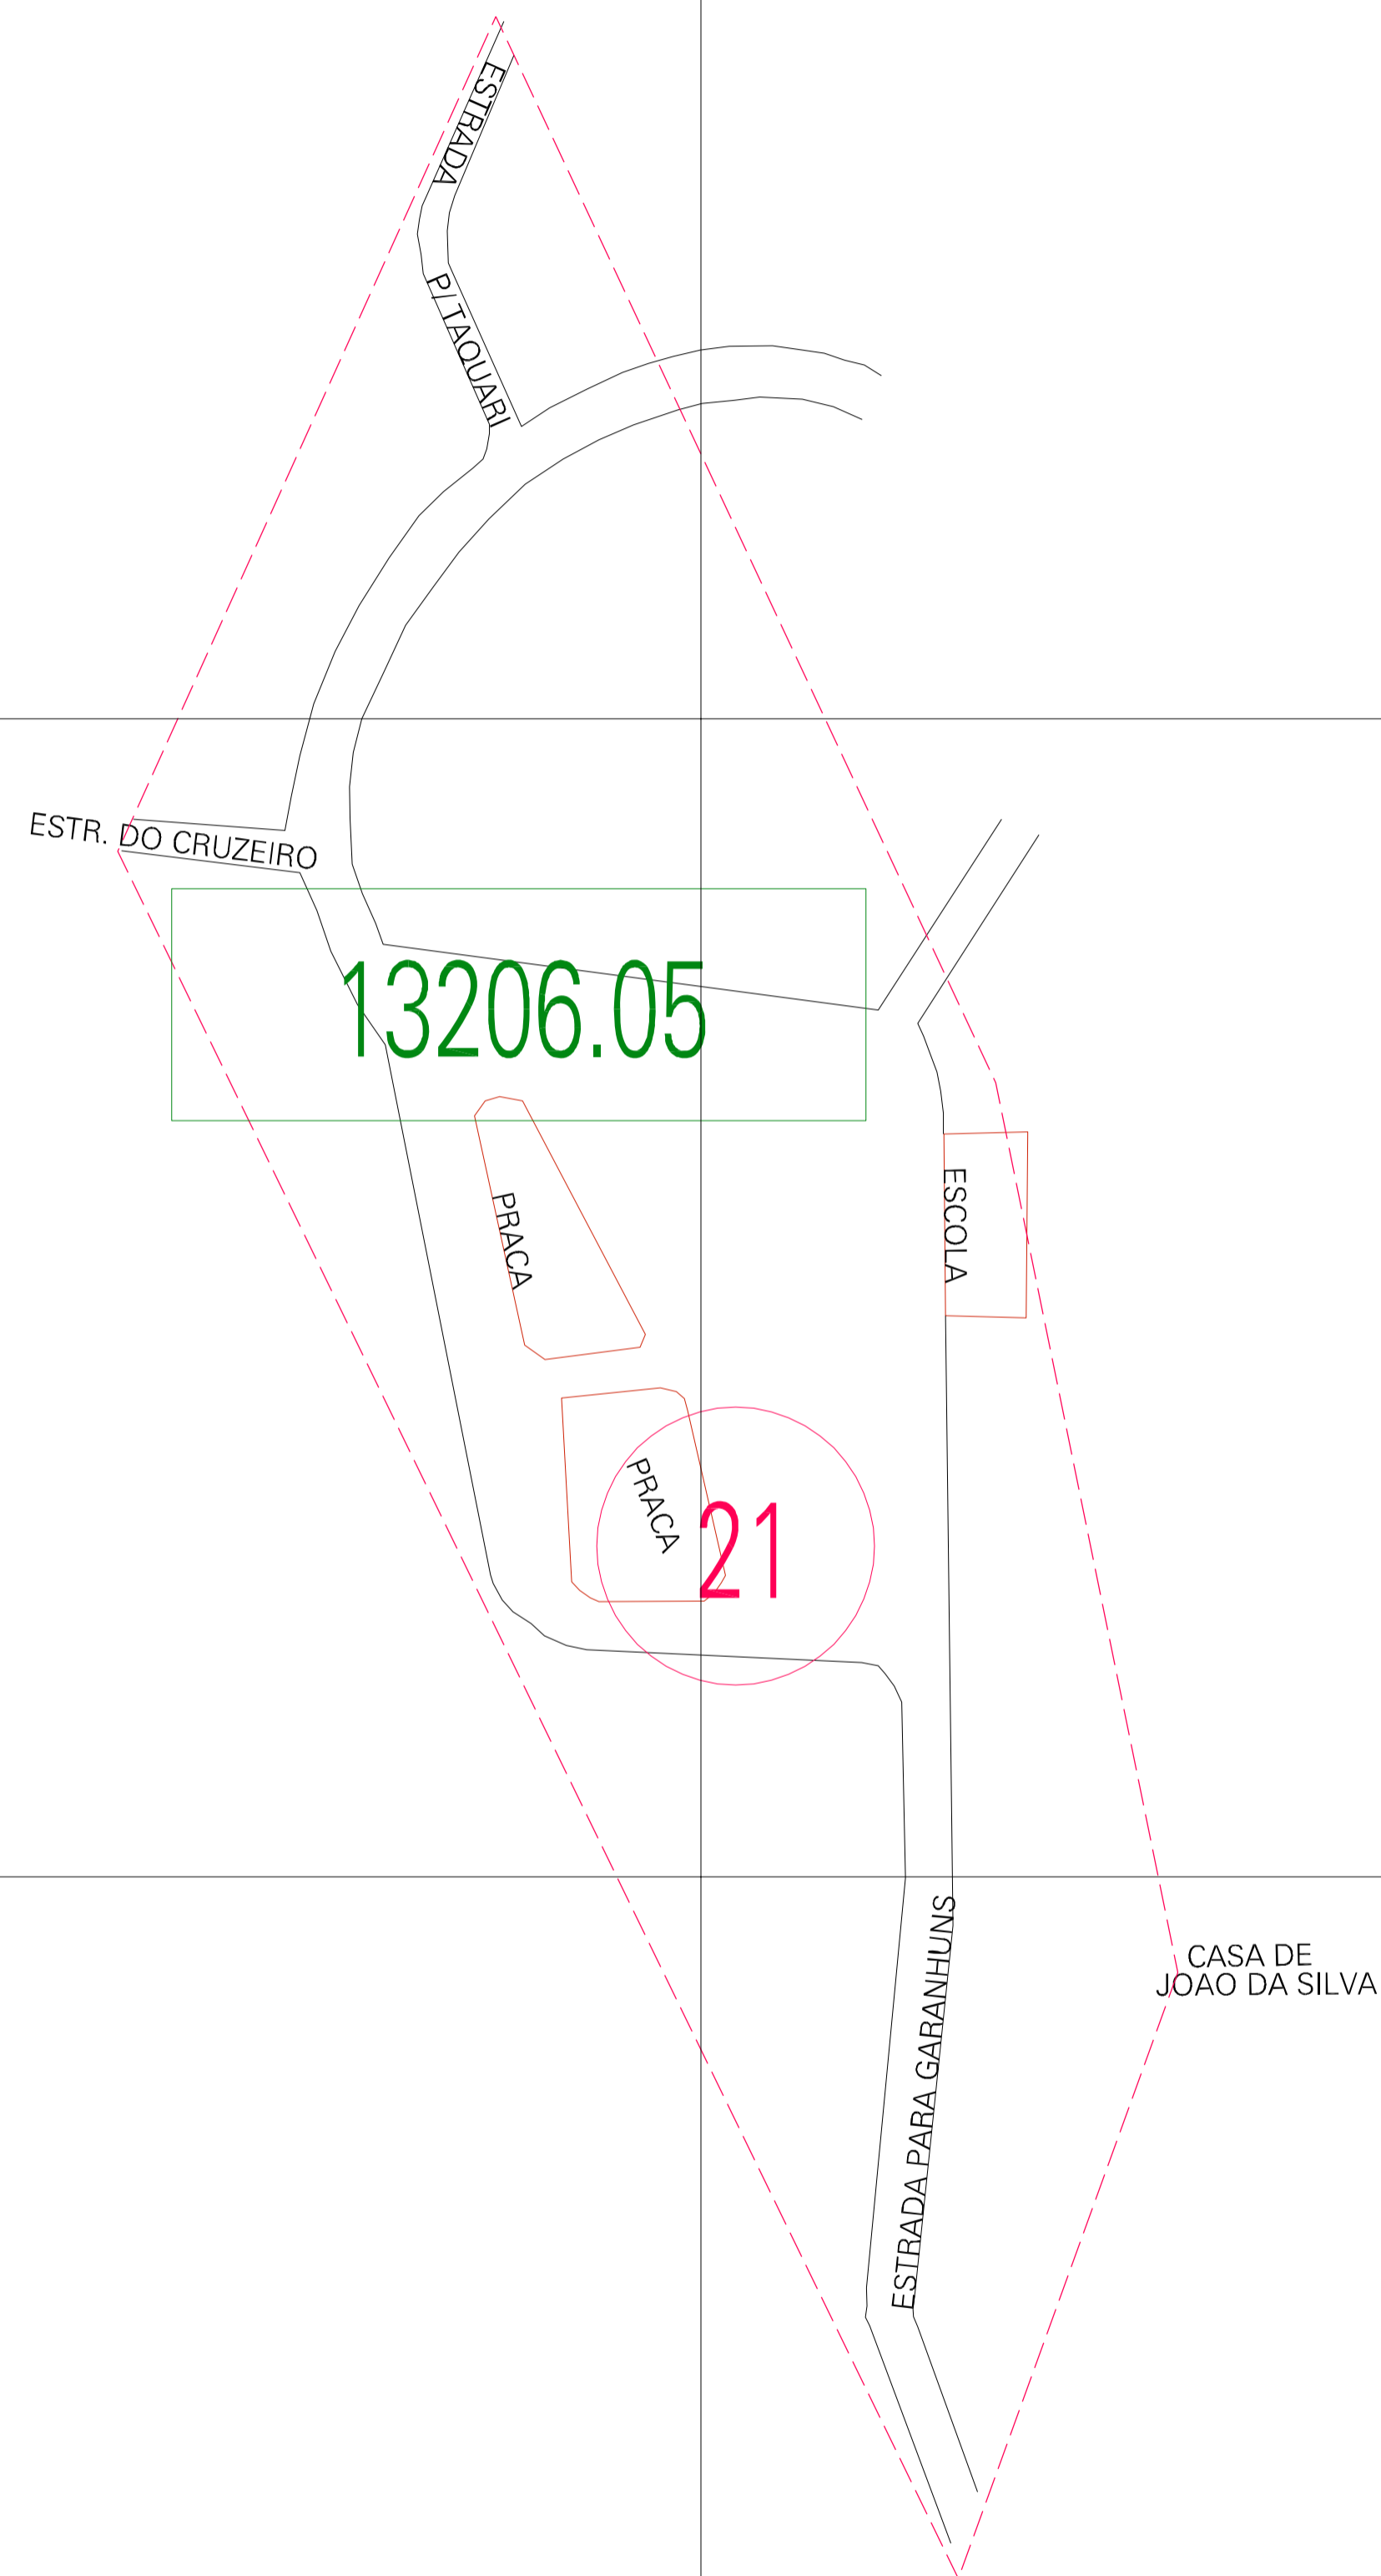 ESTRADA
P/TAQUARI
ESTR. DO CRUZEIRO
13206.05
PRACA
ESCOLA
PRACA
21
ESTRADA PARA GARANHUNS
CASA DE
JOAO DA SILVA